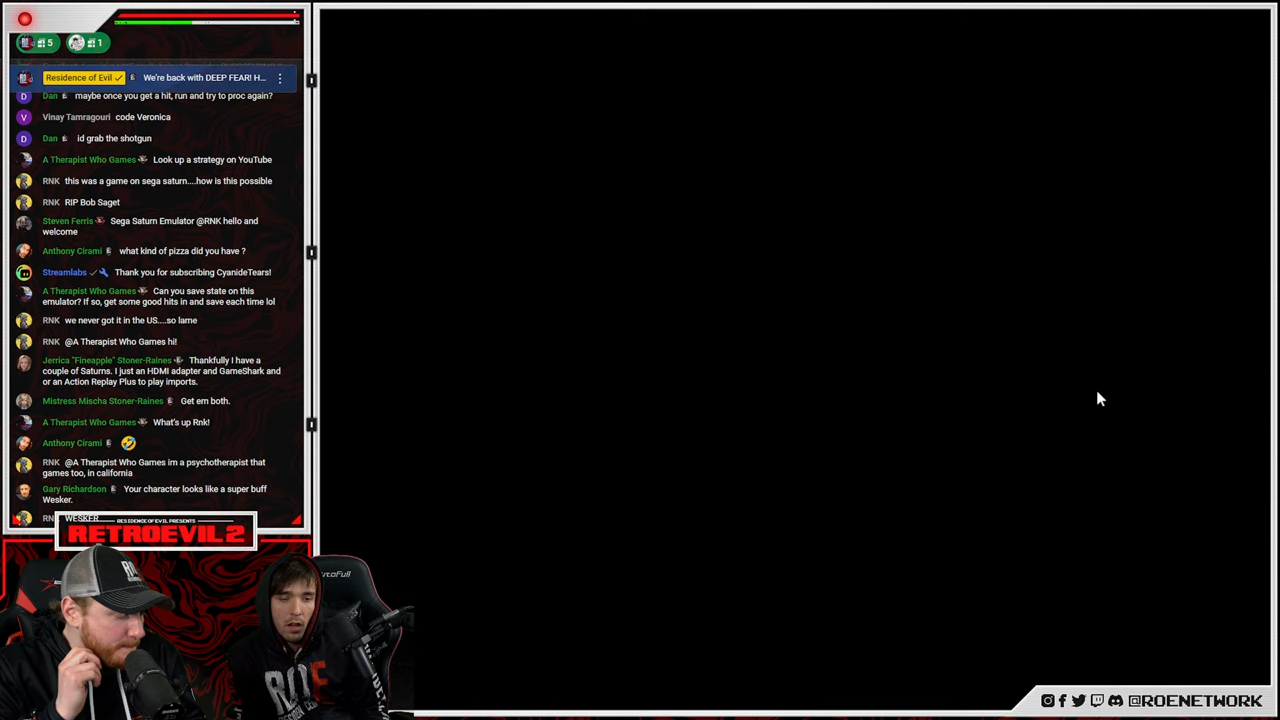 5
1
Residence of Evil We're back with DEEP FEAR! H...
Dan maybe once you get a hit, run and try to proc again?
Vinay Tamragouri code Veronica
Dan id grab the shotgun
A Therapist Who Games Look up a strategy on YouTube
RNK this was a game on sega saturn....how is this possible
RNK RIP Bob Saget
Steven Ferris Sega Saturn Emulator @RNK hello and
welcome
Anthony Cirami what kind of pizza did you have ?
Streamlabs Thank you for subscribing CyanideTears!
A Therapist Who Games Can you save state on this
emulator? If so, get some good hits in and save each time lol
RNK we never got it in the US....so lame
RNK @A Therapist Who Games hi!
Jerrica "Fineapple" Stoner-Raines Thankfully I have a
couple of Saturns. I just an HDMI adapter and GameShark and
or an Action Replay Plus to play imports.
Mistress Mischa Stoner-Raines Get em both.
A Therapist Who Games What's up Rnk!
Anthony Cirami 🤣
RNK @A Therapist Who Games im a psychotherapist that
games too, in california
Gary Richardson Your character looks like a super buff
Wesker.
RNK WESKER
RESIDENCE OF EVIL PRESENTS
RETROEVIL 2
AutoFull
@ROENETWORK